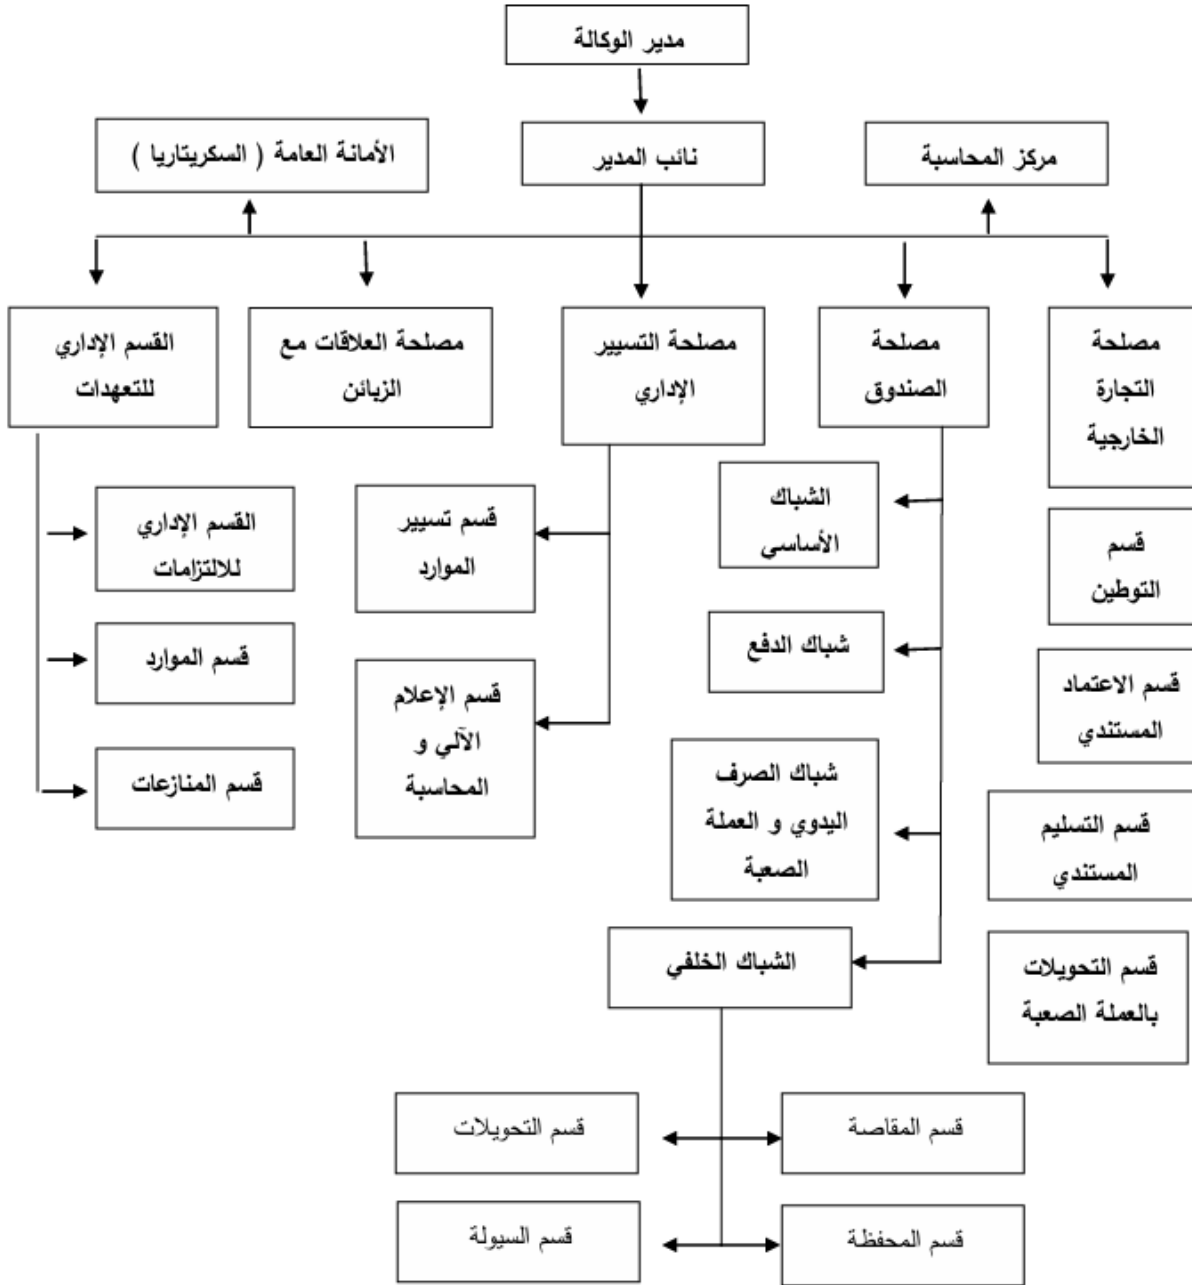 مدير الوكالة
مركز المحاسبة
نائب المدير
الأمانة العامة ( السكريتاريا )
مصلحة
التجارة
الخارجية
مصلحة
الصندوق
مصلحة التسيير
الإداري
مصلحة العلاقات مع
الزبائن
القسم الإداري
للتعهدات
قسم
التوطين
قسم الاعتماد
المستندي
قسم التسليم
المستندي
قسم التحويلات
بالعملة الصعبة
الشباك
الأساسي
شباك الدفع
شباك الصرف
اليدوي و العملة
الصعبة
الشباك الخلفي
قسم تسيير
الموارد
قسم الإعلام
الآلي و
المحاسبة
القسم الإداري
للالتزامات
قسم الموارد
قسم المنازعات
قسم المقاصة
قسم التحويلات
قسم المحفظة
قسم السيولة